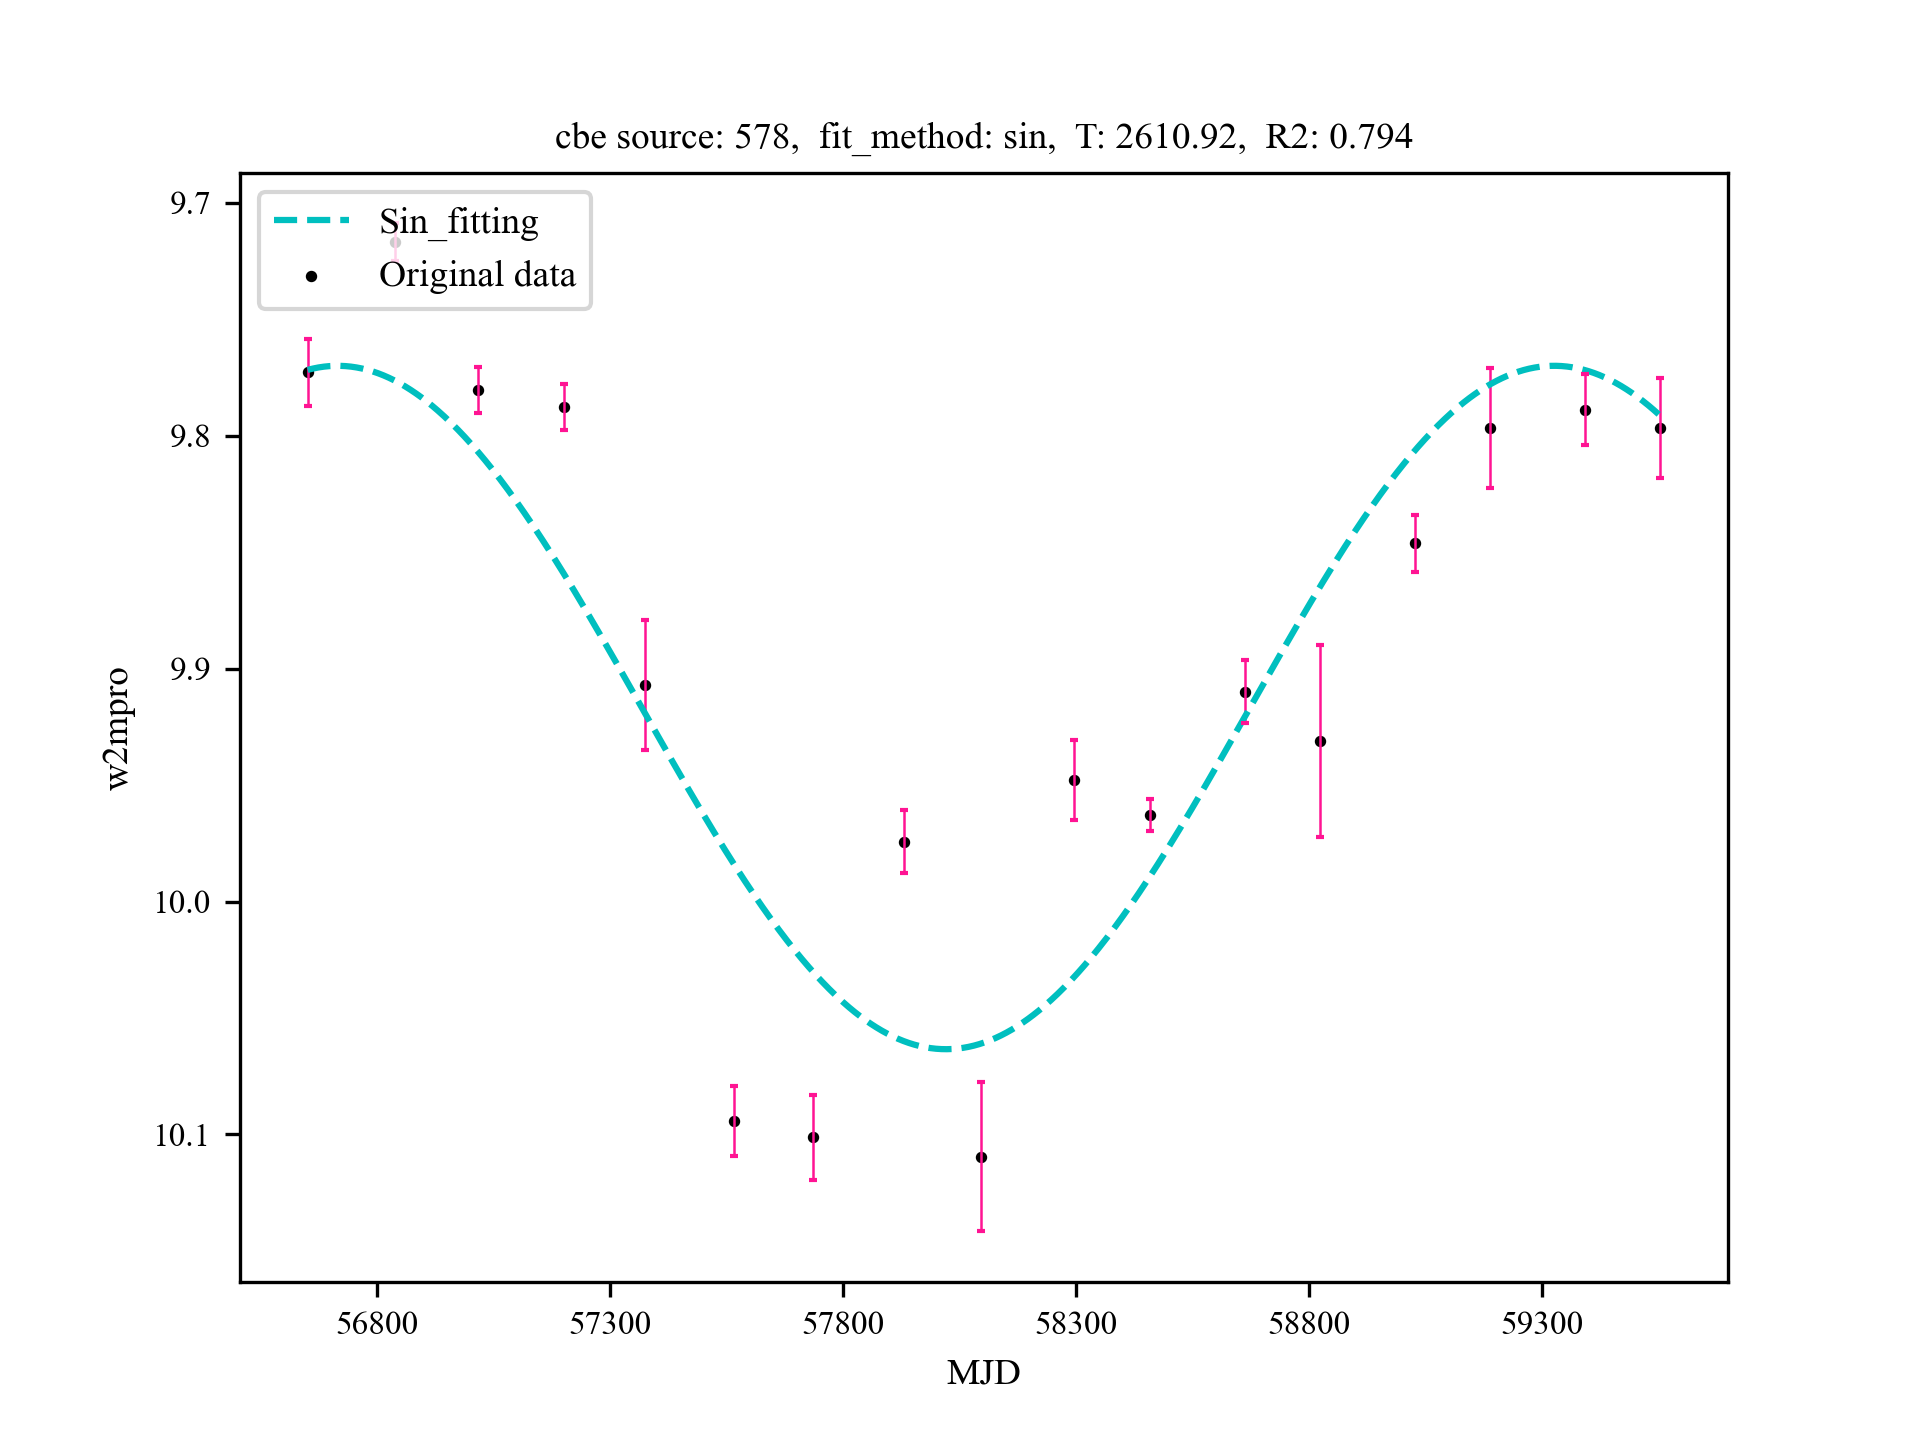 cbe source: 578, fit_method: sin, T: 2610.92, R2: 0.794
Sin_fitting
Original data
9.7
9.8
9.9
10.0
10.1
w2mpro
56800 57300 57800 58300 58800 59300
MJD